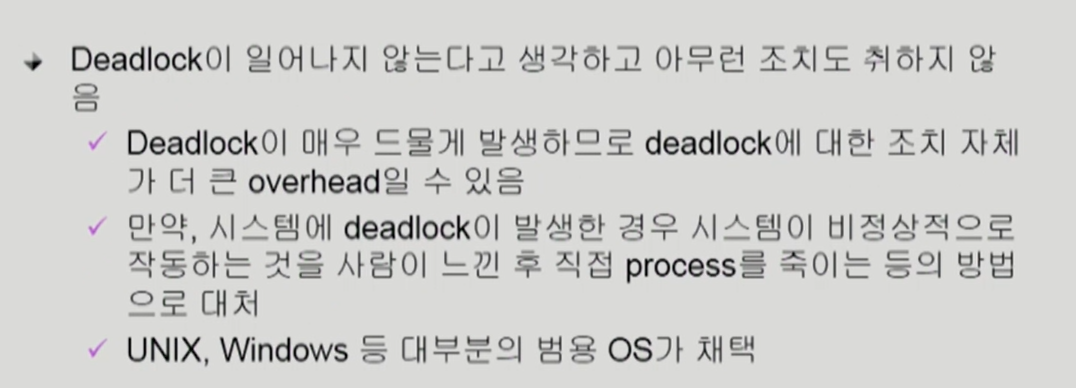 Deadlock이 일어나지 않는다고 생각하고 아무런 조치도 취하지 않
음
Deadlock이 매우 드물게 발생하므로 deadlock에 대한 조치 자체
가 더 큰 overhead일 수 있음
만약, 시스템에 deadlock이 발생한 경우 시스템이 비정상적으로
작동하는 것을 사람이 느낀 후 직접 process를 죽이는 등의 방법
으로 대처
UNIX, Windows 등 대부분의 범용 OS가 채택